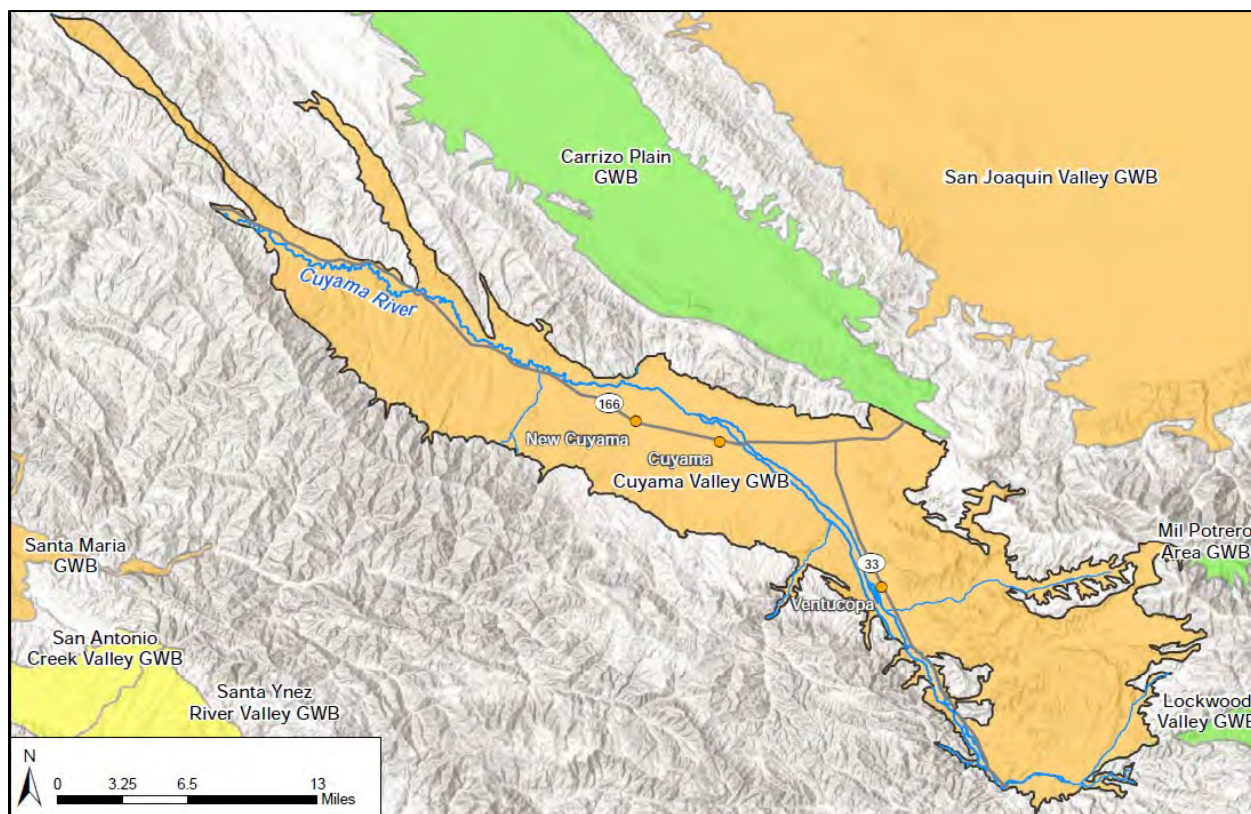 Carrizo Plain
GWB
San Joaquin Valley GWB
Cuyama River
166
New Cuyama
Cuyama
Cuyama Valley GWB
Santa Maria
GWB
Mil Potrero
Area GWB
33
Ventucopa
San Antonio
Creek Valley GWB
Santa Ynez
River Valley GWB
Lockwood
Valley GWB
N
0 3.25 6.5 13
Miles